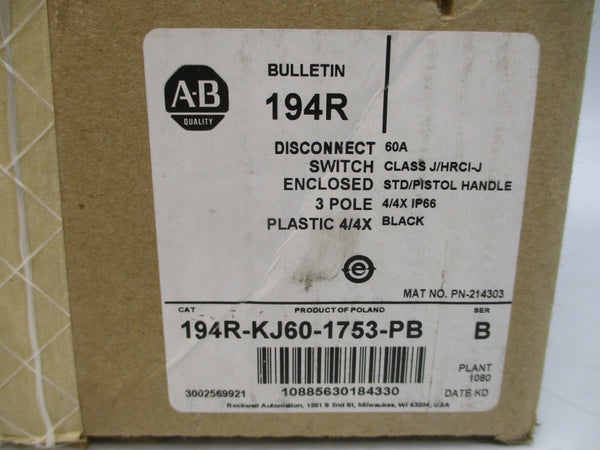 A-B
QUALITY
BULLETIN
194R
DISCONNECT 60A
SWITCH CLASS J/HRCI-J
ENCLOSED STD/PISTOL HANDLE
3 POLE 4/4X IP66
PLASTIC 4/4X BLACK
e
MAT NO. PN-214303
CAT PRODUCT OF POLAND SER
194R-KJ60-1753-PB B
PLANT
1080
3002569921 10885630184330 DATE KD
Rockwell Automation, 1201 S 2nd St, Milwaukee, WI 53204, USA